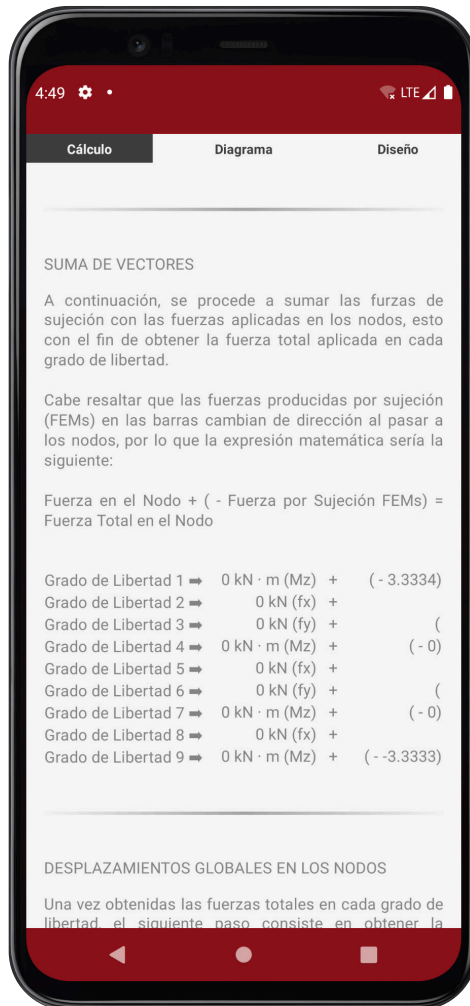 4:49 LTE
Cálculo Diagrama Diseño
SUMA DE VECTORES
A continuación, se procede a sumar las furzas de
sujeción con las fuerzas aplicadas en los nodos, esto
con el fin de obtener la fuerza total aplicada en cada
grado de libertad.
Cabe resaltar que las fuerzas producidas por sujeción
(FEMs) en las barras cambian de dirección al pasar a
los nodos, por lo que la expresión matemática sería la
siguiente:
Fuerza en el Nodo + ( - Fuerza por Sujeción FEMs) =
Fuerza Total en el Nodo
Grado de Libertad 1 ➡ 0 kN · m (Mz) + ( - 3.3334)
Grado de Libertad 2 ➡ 0 kN (fx) +
Grado de Libertad 3 ➡ 0 kN (fy) + (
Grado de Libertad 4 ➡ 0 kN · m (Mz) + ( - 0)
Grado de Libertad 5 ➡ 0 kN (fx) +
Grado de Libertad 6 ➡ 0 kN (fy) + (
Grado de Libertad 7 ➡ 0 kN · m (Mz) + ( - 0)
Grado de Libertad 8 ➡ 0 kN (fx) +
Grado de Libertad 9 ➡ 0 kN · m (Mz) + ( - -3.3333)
DESPLAZAMIENTOS GLOBALES EN LOS NODOS
Una vez obtenidas las fuerzas totales en cada grado de
libertad, el siguiente paso consiste en obtener la